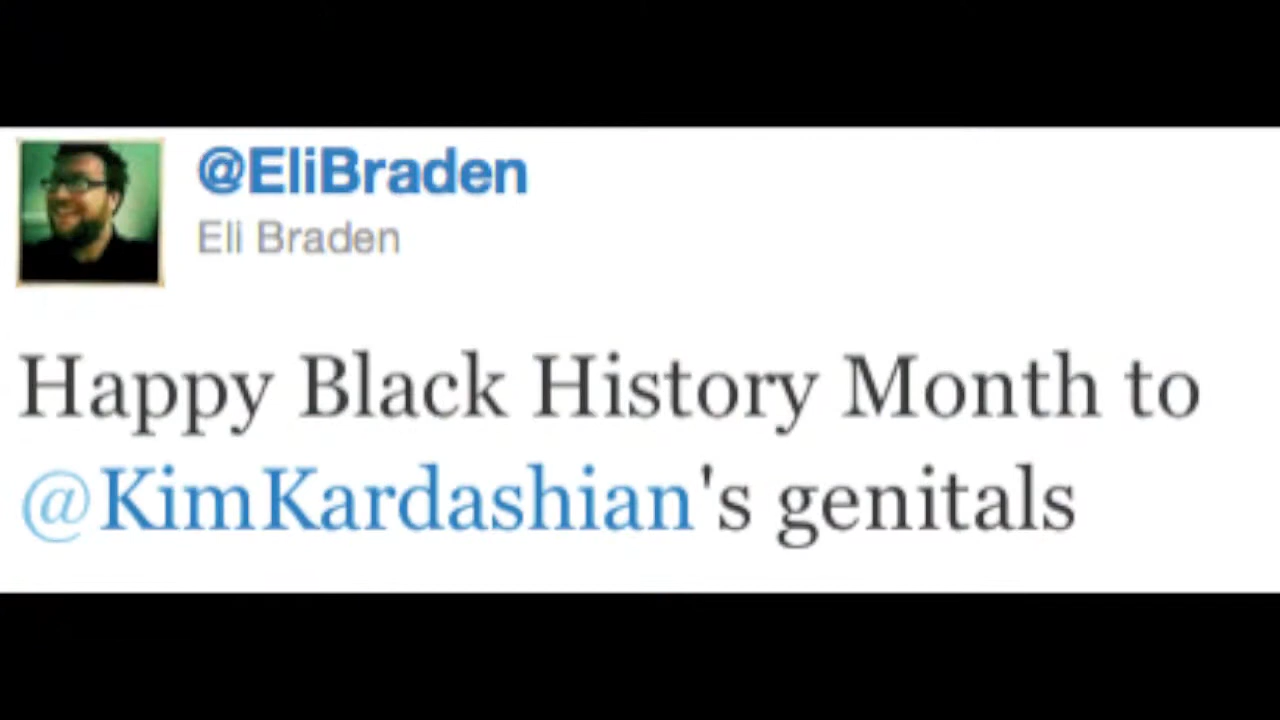 @EliBraden
Eli Braden
Happy Black History Month to
@KimKardashian's genitals